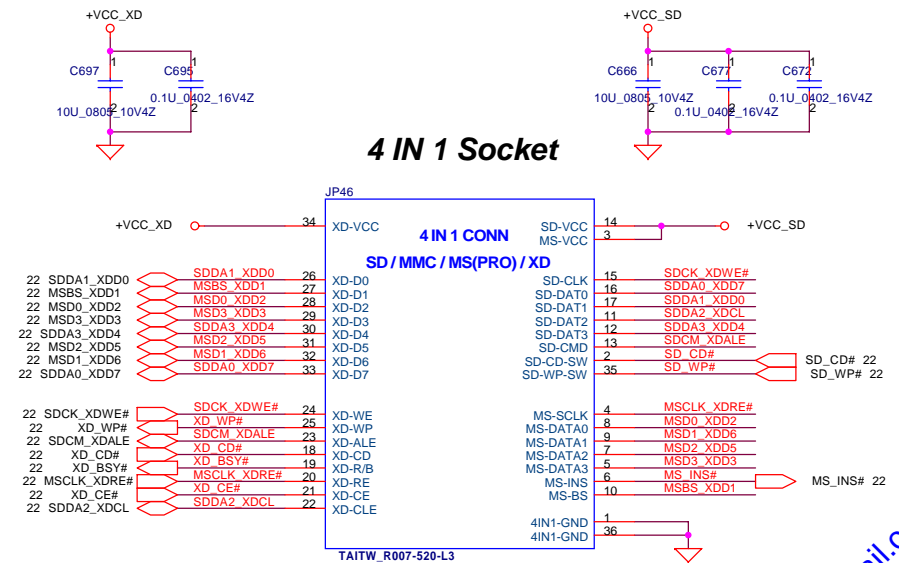 +VCC_XD
+VCC_SD
1
1
1
1
1
C697
C695
C666
C677
C672
0.1U_0402_16V4Z
0.1U_0402_16V4Z
10U_0805_10V4Z
10U_0805_10V4Z
0.1U_0402_16V4Z
2
2
2
2
2
4 IN 1 Socket
JP46
+VCC_XD
34
XD-VCC
4 IN 1 CONN
SD / MMC / MS(PRO) / XD
SD-VCC
14
+VCC_SD
MS-VCC
3
22 SDDA1_XDD0
SDDA1_XDD0
26
XD-D0
22 MSBS_XDD1
MSBS_XDD1
27
XD-D1
22 MSD0_XDD2
MSD0_XDD2
28
XD-D2
22 MSD3_XDD3
MSD3_XDD3
29
XD-D3
22 SDDA3_XDD4
SDDA3_XDD4
30
XD-D4
22 MSD2_XDD5
MSD2_XDD5
31
XD-D5
22 MSD1_XDD6
MSD1_XDD6
32
XD-D6
22 SDDA0_XDD7
SDDA0_XDD7
33
XD-D7
SD-CLK
15
SDCK_XDWE#
SD-DAT0
16
SDDA0_XDD7
SD-DAT1
17
SDDA1_XDD0
SD-DAT2
11
SDDA2_XDCL
SD-DAT3
12
SDDA3_XDD4
SD-CMD
13
SDCM_XDALE
SD-CD-SW
2
SD_CD#
SD_CD# 22
SD-WP-SW
35
SD_WP#
SD_WP# 22
22 SDCK_XDWE#
SDCK_XDWE#
24
XD-WE
22 XD_WP#
XD_WP#
25
XD-WP
22 SDCM_XDALE
SDCM_XDALE
23
XD-ALE
22 XD_CD#
XD_CD#
18
XD-CD
22 XD_BSY#
XD_BSY#
19
XD-R/B
22 MSCLK_XDRE#
MSCLK_XDRE#
20
XD-RE
22 XD_CE#
XD_CE#
21
XD-CE
22 SDDA2_XDCL
SDDA2_XDCL
22
XD-CLE
MS-SCLK
4
MSCLK_XDRE#
MS-DATA0
8
MSD0_XDD2
MS-DATA1
9
MSD1_XDD6
MS-DATA2
7
MSD2_XDD5
MS-DATA3
5
MSD3_XDD3
MS-INS
6
MS_INS#
MS_INS# 22
MS-BS
10
MSBS_XDD1
4IN1-GND
1
4IN1-GND
36
TAITW_R007-520-L3